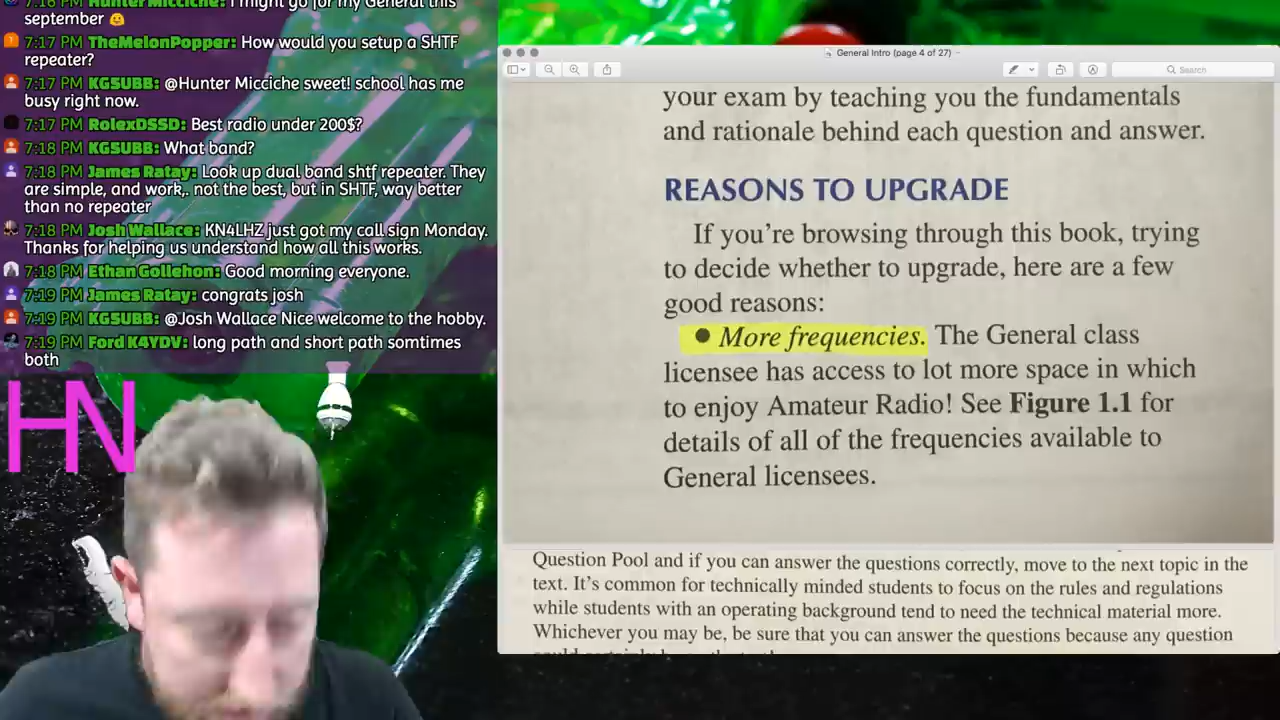 7:16 PM Hunter Micciche: I might go for my General this
september
7:17 PM TheMelonPopper: How would you setup a SHTF
repeater?
7:17 PM KG5UBB: @Hunter Micciche sweet! school has me
busy right now.
7:17 PM RolexDSSD: Best radio under 200$?
7:18 PM KG5UBB: What band?
7:18 PM James Ratay: Look up dual band shtf repeater. They
are simple, and work,. not the best, but in SHTF, way better
than no repeater
7:18 PM Josh Wallace: KN4LHZ just got my call sign Monday.
Thanks for helping us understand how all this works.
7:18 PM Ethan Gollehon: Good morning everyone.
7:19 PM James Ratay: congrats josh
7:19 PM KG5UBB: @Josh Wallace Nice welcome to the hobby.
7:19 PM Ford K4YDV: long path and short path somtimes
both
HN
General Intro (page 4 of 27)
Search
your exam by teaching you the fundamentals
and rationale behind each question and answer.
REASONS TO UPGRADE
If you're browsing through this book, trying
to decide whether to upgrade, here are a few
good reasons:
● More frequencies. The General class
licensee has access to lot more space in which
to enjoy Amateur Radio! See Figure 1.1 for
details of all of the frequencies available to
General licensees.
Question Pool and if you can answer the questions correctly, move to the next topic in the
text. It's common for technically minded students to focus on the rules and regulations
while students with an operating background tend to need the technical material more.
Whichever you may be, be sure that you can answer the questions because any question